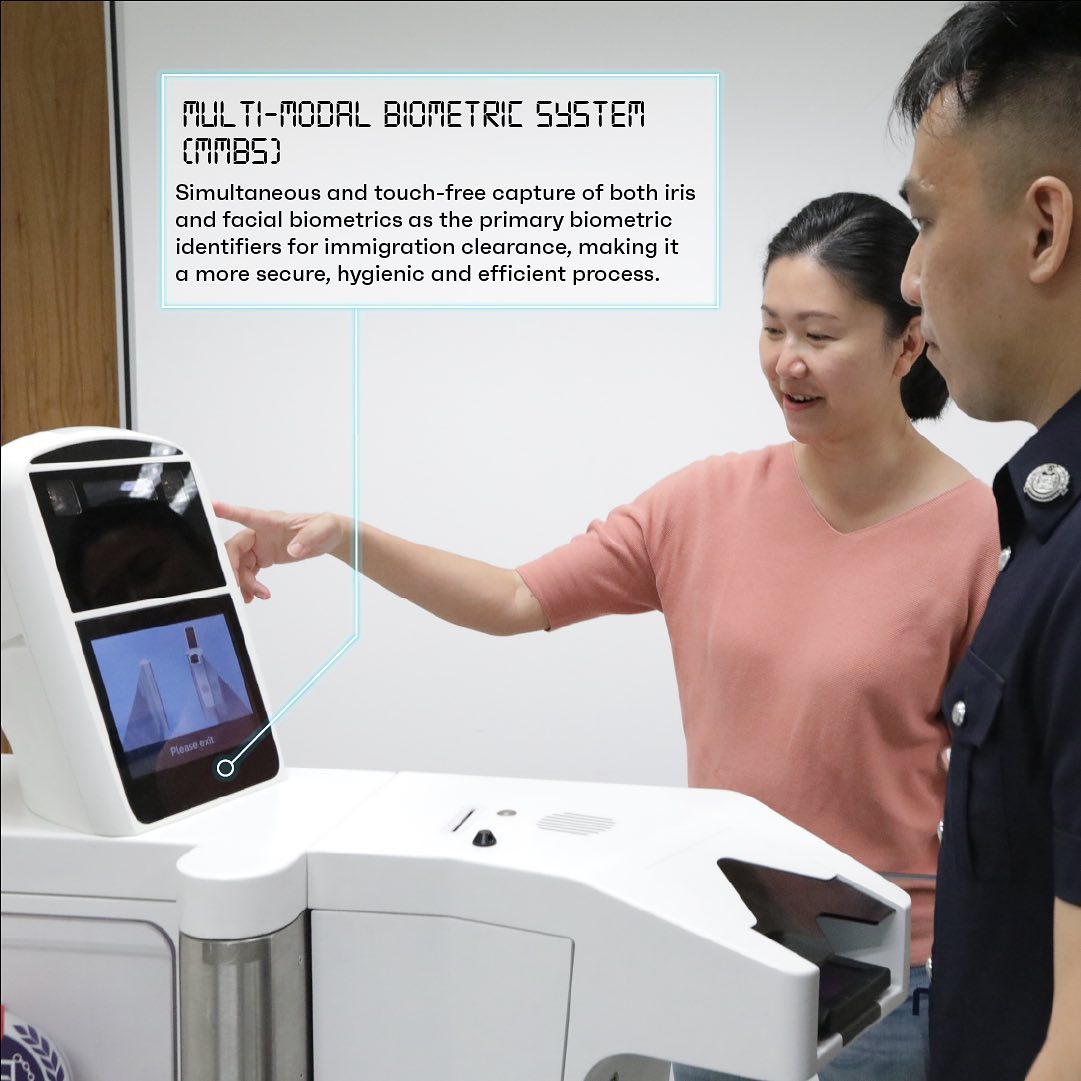 MULTI-MODAL BIOMETRIC SYSTEM
(MMBS)
Simultaneous and touch-free capture of both iris
and facial biometrics as the primary biometric
identifiers for immigration clearance, making it
a more secure, hygienic and efficient process.
Please exit